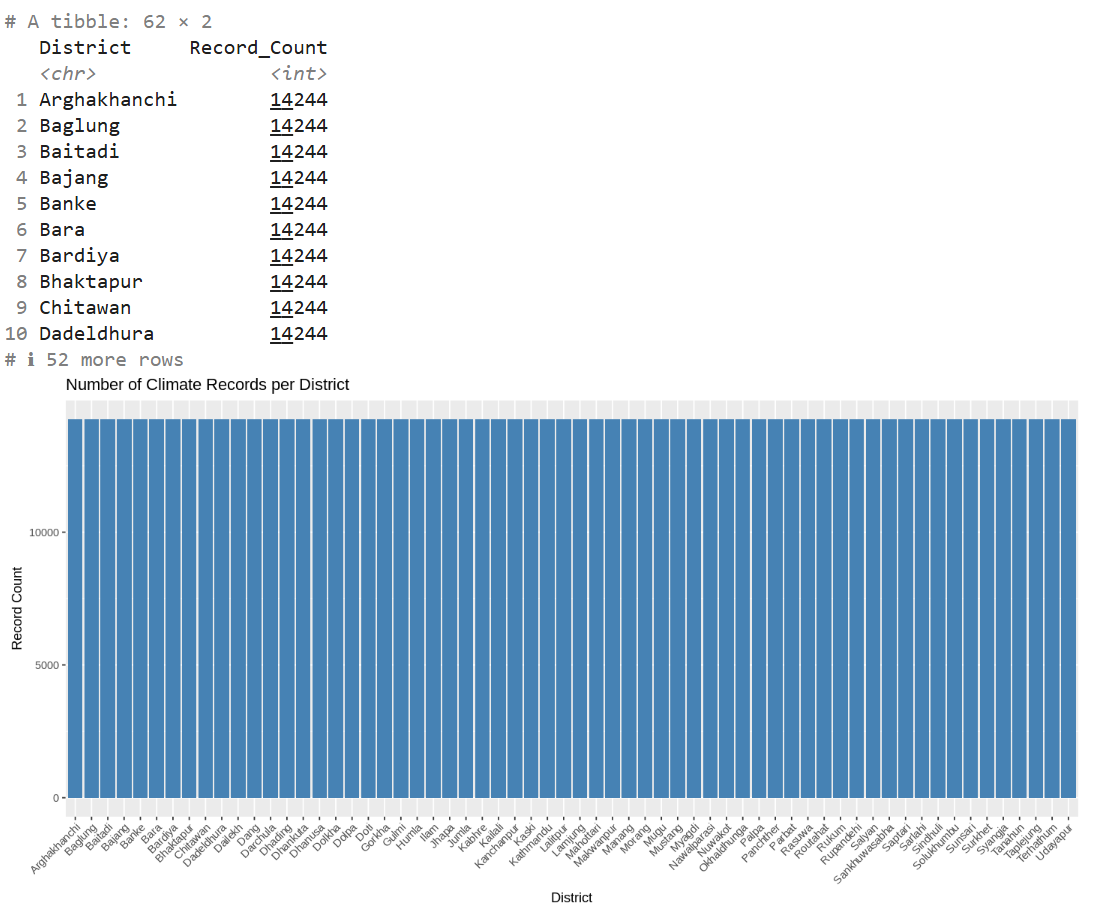 # A tibble: 62 × 2
District Record_Count
<chr> <int>
1 Arghakhanchi 14244
2 Baglung 14244
3 Baitadi 14244
4 Bajang 14244
5 Banke 14244
6 Bara 14244
7 Bardiya 14244
8 Bhaktapur 14244
9 Chitawan 14244
10 Dadeldhura 14244
# ℹ 52 more rows
Number of Climate Records per District
10000
5000
0
Record Count
Arghakhanchi
Baglung
Baitadi
Bajang
Banke
Bara
Bardiya
Bhaktapur
Chitawan
Dadeldhura
Dailekh
Dang
Darchula
Dhading
Dhankuta
Dhanusa
Dolkha
Dolpa
Doti
Gorkha
Gulmi
Humla
Ilam
Jhapa
Jumla
Kabhre
Kailali
Kanchanpur
Kaski
Kathmandu
Lalitpur
Lamjung
Mahottari
Makwanpur
Manang
Morang
Mugu
Mustang
Myagdi
Nawalparasi
Nuwakot
Okhaldhunga
Palpa
Panchther
Parbat
Rasuwa
Routahat
Rukum
Rupandehi
Salyan
Sankhuwasabha
Saptari
Sarlahi
Sindhuli
Solukhumbu
Sunsari
Surkhet
Syangja
Tanahun
Taplejung
Terhathum
Udayapur
District